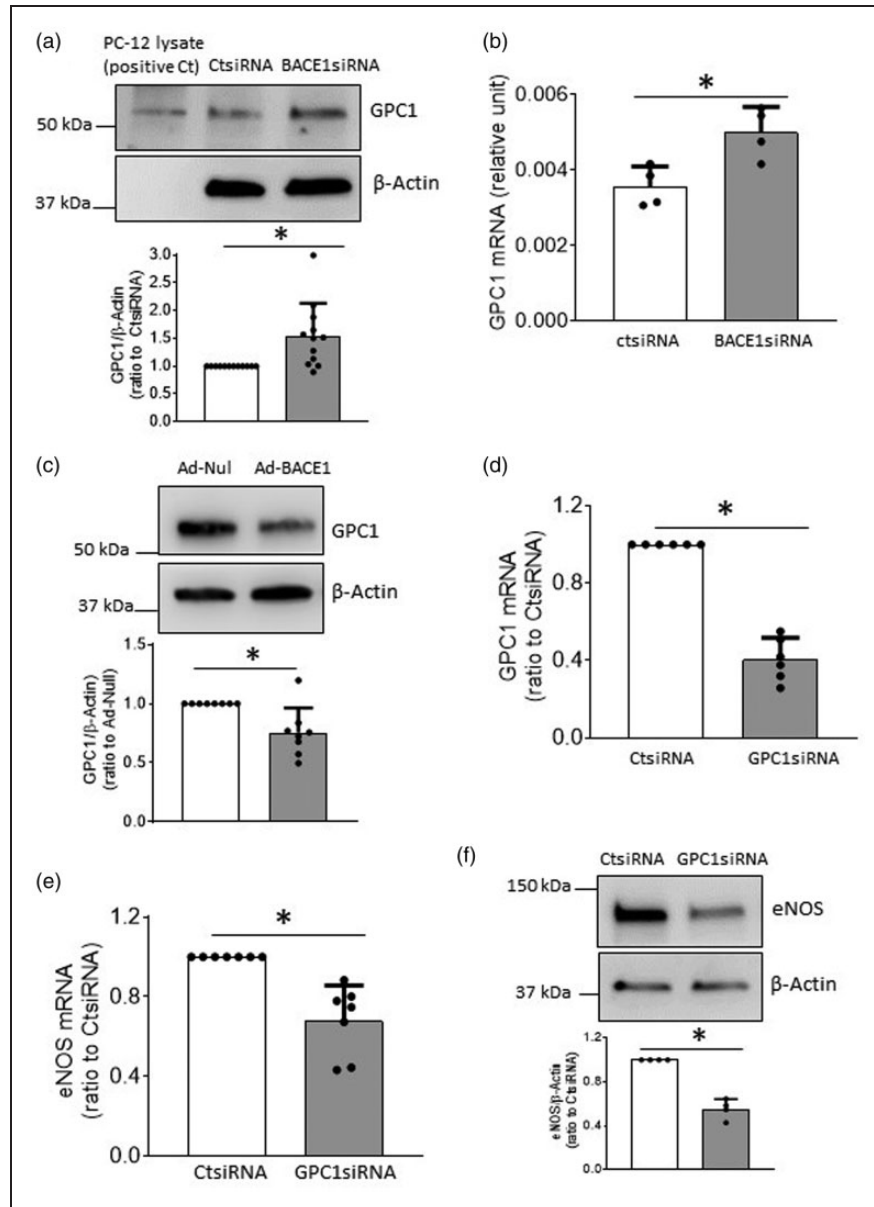 (a)
PC-12 lysate
(positive Ct) CtsiRNA BACE1siRNA
GPC1
50 kDa
β-Actin
37 kDa
*
3.0
2.5
2.0
1.5
1.0
0.5
0.0
GPC1/β-Actin
(ratio to CtsiRNA)
(b)
*
0.006
0.004
0.002
0.000
GPC1 mRNA (relative unit)
ctsiRNA BACE1siRNA
(c)
Ad-Nul Ad-BACE1
GPC1
50 kDa
β-Actin
37 kDa
*
1.5
1.0
0.5
0.0
GPC1/β-Actin)
(ratio to Ad-Null)
(d)
*
1.2
0.8
0.4
0.0
GPC1 mRNA
(ratio to CtsiRNA)
CtsiRNA GPC1siRNA
(e)
*
1.2
0.8
0.4
0.0
eNOS mRNA
(ratio to CtsiRNA)
CtsiRNA GPC1siRNA
(f)
CtsiRNA GPC1siRNA
150 kDa
eNOS
β-Actin
37 kDa
*
1.2
0.8
0.4
0.0
eNOS/β-Actin
(ratio to CtsiRNA)